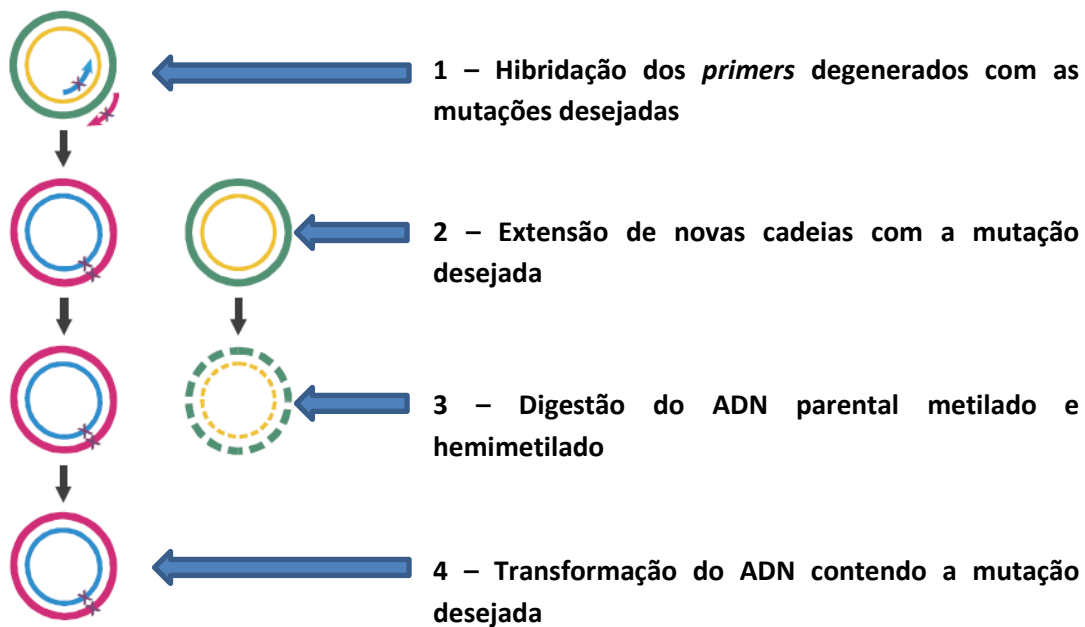 1 – Hibridação dos primers degenerados com as
mutações desejadas
2 – Extensão de novas cadeias com a mutação
desejada
3 – Digestão do ADN parental metilado e
hemimetilado
4 – Transformação do ADN contendo a mutação
desejada